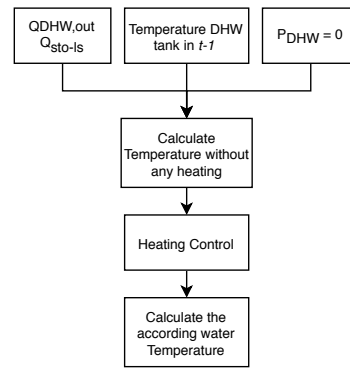 QDHW,out
Qsto-ls
Temperature DHW
tank in t-1
PDHW = 0
Calculate
Temperature without
any heating
Heating Control
Calculate the
according water
Temperature